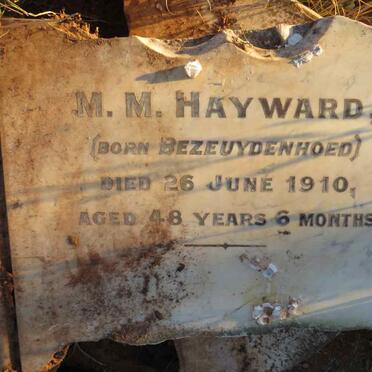 M. M. HAYWARD,
(BORN BEZEUYDENHOED)
DIED 26 JUNE 1910,
AGED 48 YEARS 6 MONTHS